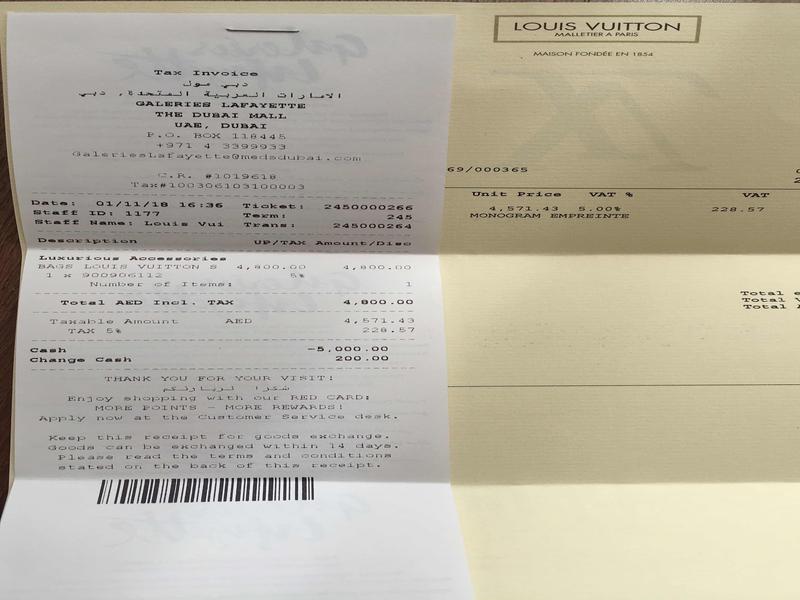 Tax Invoice
دبي مول
الامارات العربية المتحدة، دبي
GALERIES LAFAYETTE
THE DUBAI MALL
UAE, DUBAI
P.O. BOX 118445
+971 4 3399933
GaleriesLafayette@medsdubai.com
C.R. #1019618
Tax#100306103100003
Date: 01/11/18 16:36 Ticket: 2450000266
Staff ID: 1177 Term: 245
Staff Name: Louis Vui Trans: 2450000264
Description UP/TAX Amount/Disc
Luxurious Accessories
BAGS LOUIS VUITTON S 4,800.00 4,800.00
1 x 900906112 5%
Number of Items: 1
Total AED Incl. TAX 4,800.00
Taxable Amount AED 4,571.43
TAX 5% 228.57
Cash -5,000.00
Change Cash 200.00
THANK YOU FOR YOUR VISIT!
شكرا لزيارتكم
Enjoy shopping with our RED CARD:
MORE POINTS - MORE REWARDS!
Apply now at the Customer Service desk.
Keep this receipt for goods exchange.
Goods can be exchanged within 14 days.
Please read the terms and conditions
stated on the back of this receipt.
LOUIS VUITTON
MALLETIER A PARIS
MAISON FONDÉE EN 1854
69/000365
Unit Price VAT % VAT
4,571.43 5.00% 228.57
MONOGRAM EMPREINTE
Total
Total
Total